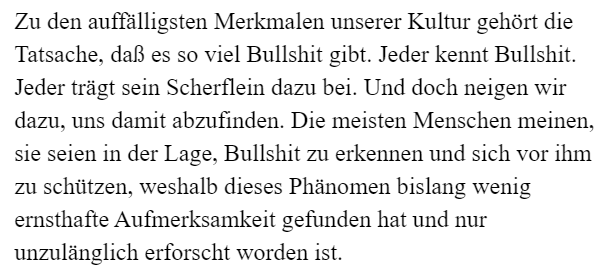 Zu den auffälligsten Merkmalen unserer Kultur gehört die
Tatsache, daß es so viel Bullshit gibt. Jeder kennt Bullshit.
Jeder trägt sein Scherflein dazu bei. Und doch neigen wir
dazu, uns damit abzufinden. Die meisten Menschen meinen,
sie seien in der Lage, Bullshit zu erkennen und sich vor ihm
zu schützen, weshalb dieses Phänomen bislang wenig
ernsthafte Aufmerksamkeit gefunden hat und nur
unzulänglich erforscht worden ist.